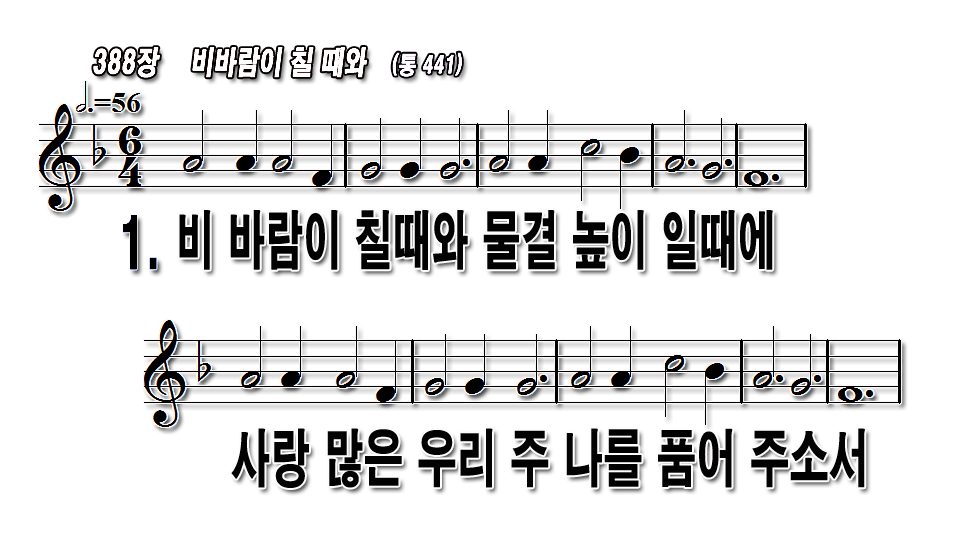 388장 비바람이 칠 때와 (통 441)
𝅗𝅥.=56
6
4
1. 비 바람이 칠때와 물결 높이 일때에
사랑 많은 우리 주 나를 품어 주소서